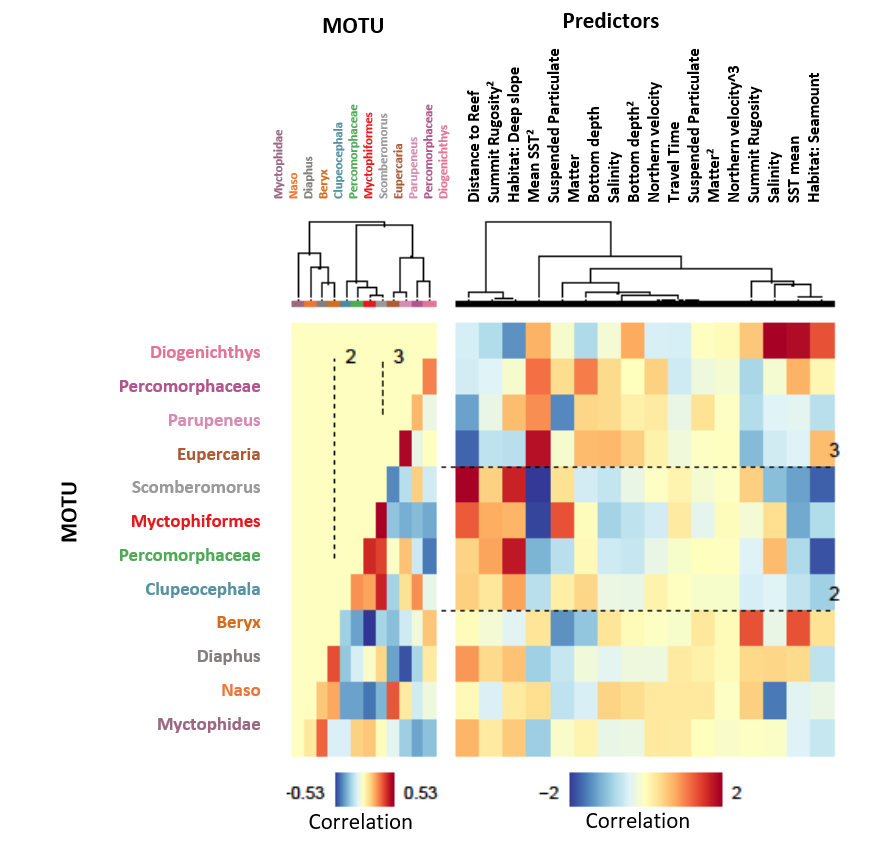 MOTU
Predictors
Myctophidae
Naso
Diaphus
Beryx
Clupeocephala
Percomorphaceae
Myctophiformes
Scomberomorus
Eupercaria
Parupeneus
Percomorphaceae
Diogenichthys
Distance to Reef
Summit Rugosity²
Habitat: Deep slope
Mean SST²
Suspended Particulate
Matter
Bottom depth
Salinity
Bottom depth²
Northern velocity
Travel Time
Suspended Particulate
Matter²
Northern velocity^3
Summit Rugosity
Salinity
SST mean
Habitat: Seamount
MOTU
Diogenichthys
Percomorphaceae
Parupeneus
Eupercaria
Scomberomorus
Myctophiformes
Percomorphaceae
Clupeocephala
Beryx
Diaphus
Naso
Myctophidae
2
3
3
2
-0.53
0.53
Correlation
−2
2
Correlation